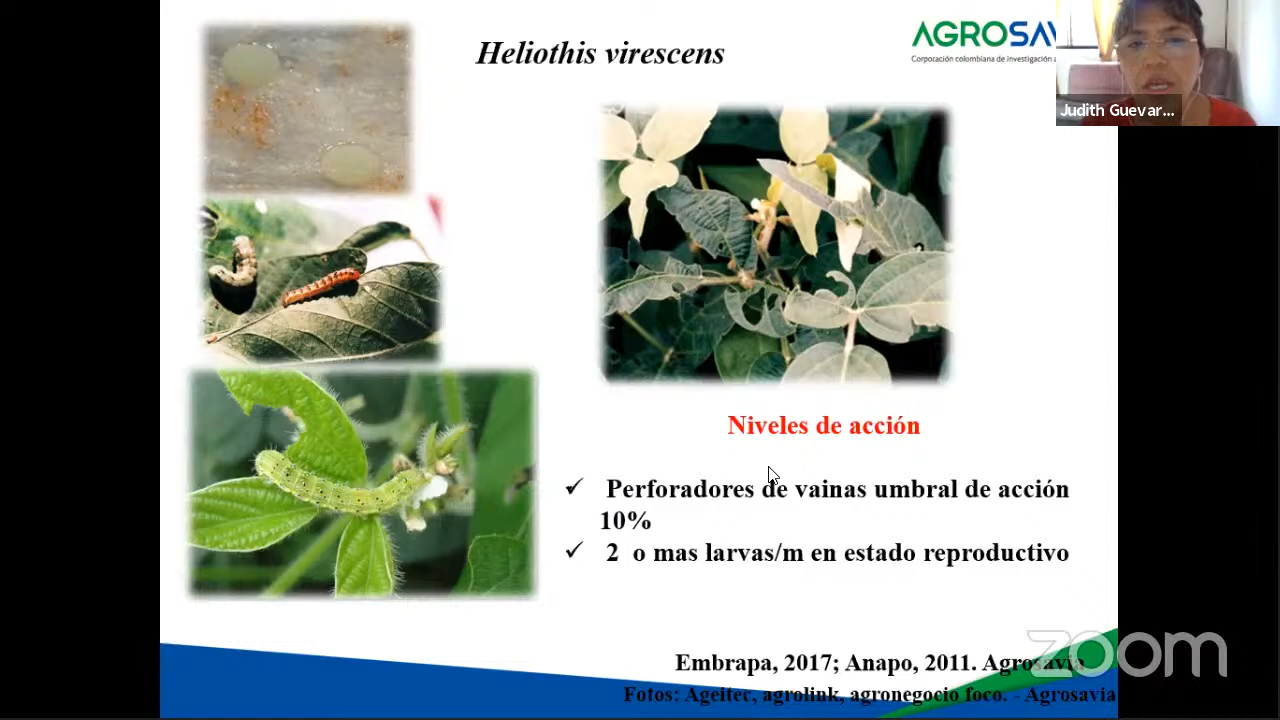 Heliothis virescens
AGROSAV
Corporación colombiana de investigación a
Judith Guevar...
Niveles de acción
✓ Perforadores de vainas umbral de acción
10%
✓ 2 o mas larvas/m en estado reproductivo
Embrapa, 2017; Anapo, 2011. Agrosavia
Fotos: Ageitec, agrolink, agronegocio foco. - Agrosavia
zoom